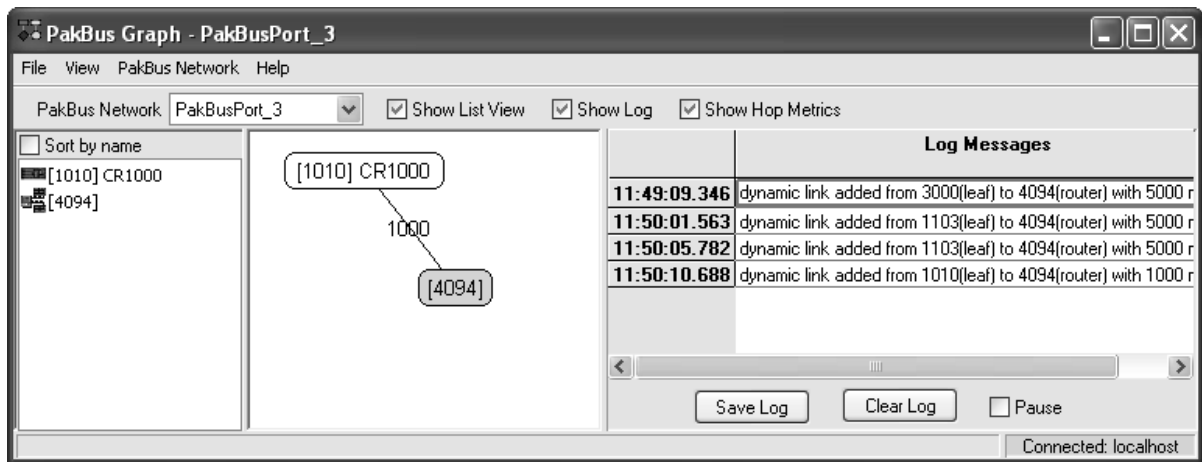 PakBus Graph - PakBusPort_3
File View PakBus Network Help
PakBus Network PakBusPort_3 Show List View Show Log Show Hop Metrics
Sort by name
[1010] CR1000
[4094]
[1010] CR1000
1000
[4094]
Log Messages
11:49:09.346 dynamic link added from 3000(leaf) to 4094(router) with 5000 r
11:50:01.563 dynamic link added from 1103(leaf) to 4094(router) with 5000 r
11:50:05.782 dynamic link added from 1103(leaf) to 4094(router) with 5000 r
11:50:10.688 dynamic link added from 1010(leaf) to 4094(router) with 1000 r
Save Log Clear Log Pause
Connected: localhost